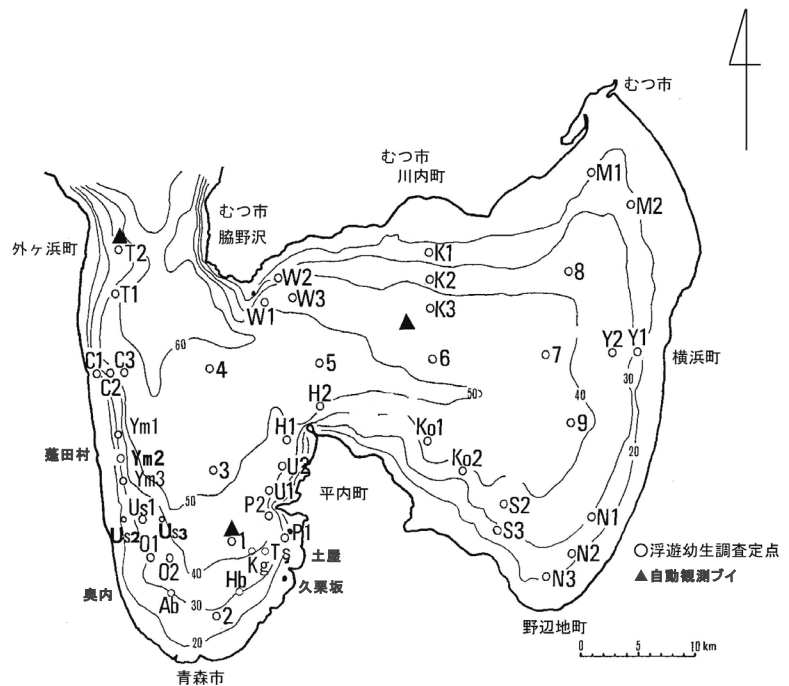 むつ市
むつ市
川内町
むつ市
脇野沢
外ヶ浜町
M1
M2
T2
K1
K2
K3
W2
W3
W1
8
T1
60
C1
C3
C2
4
5
6
7
Y2
Y1
横浜町
30
H2
50
40
9
20
Ym1
蓬田村
Ym2
Ym3
H1
Ko1
Ko2
3
U2
U1
平内町
50
P2
S2
S3
N1
Us1
Us2
Us3
O1
O2
1
P1
Ts
Kg
土屋
久栗坂
N2
N3
○浮遊幼生調査定点
▲自動観測ブイ
奥内
40
Hb
Ab
30
2
20
青森市
野辺地町
0 5 10 km